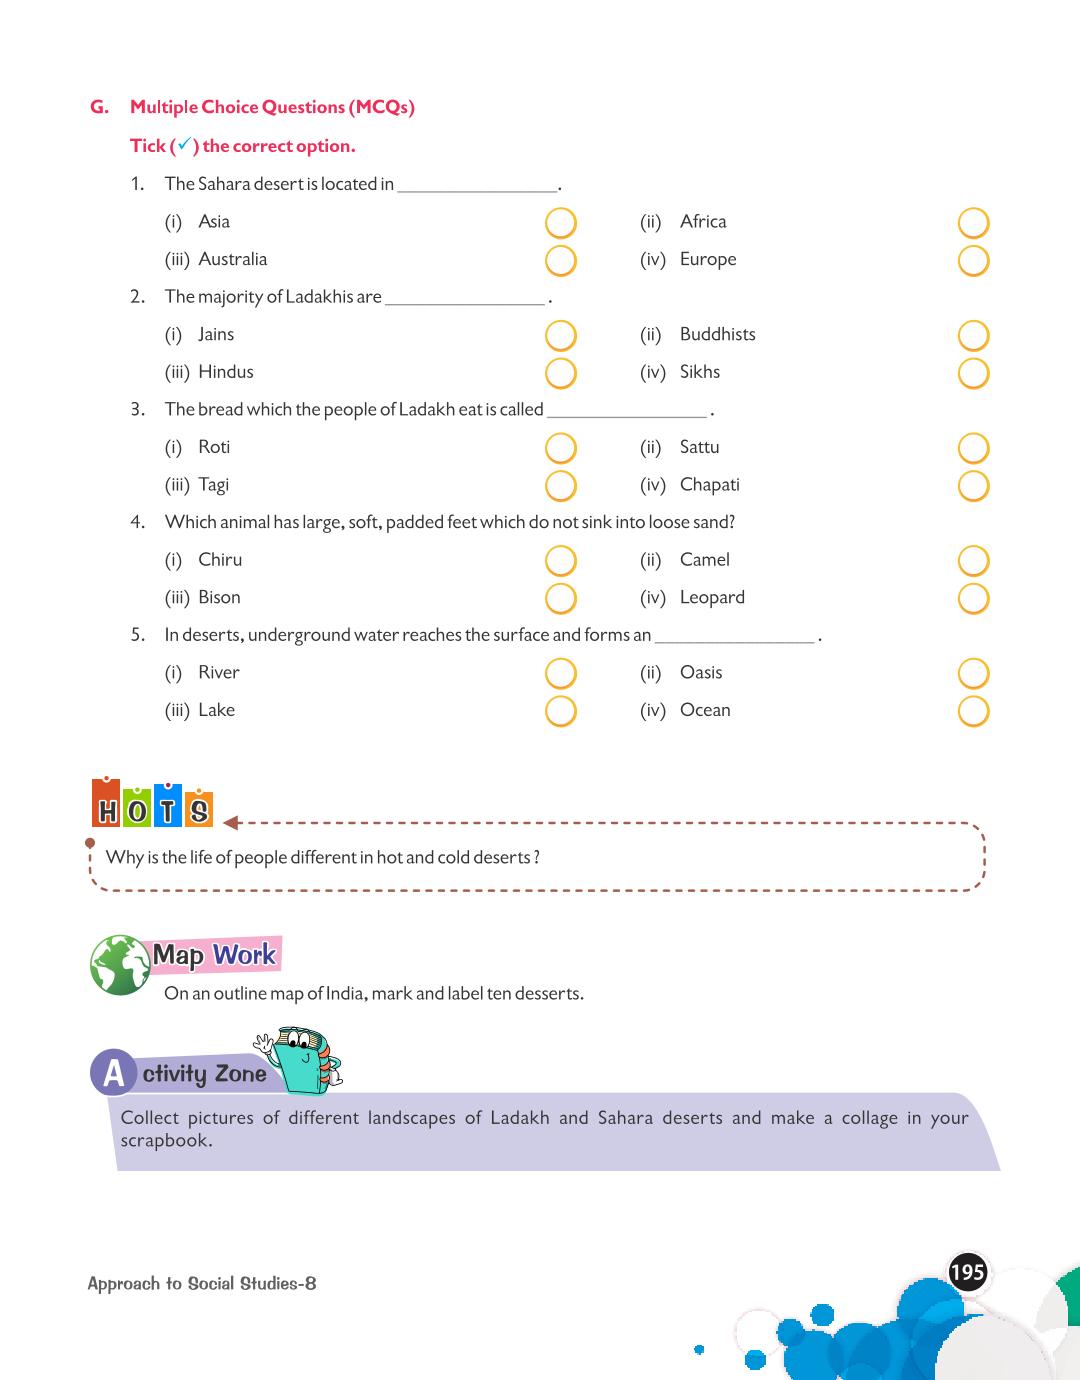 G. Multiple Choice Questions (MCQs)
Tick (✓) the correct option.
1. The Sahara desert is located in ________________.
(i) Asia (ii) Africa
(iii) Australia (iv) Europe
2. The majority of Ladakhis are ________________ .
(i) Jains (ii) Buddhists
(iii) Hindus (iv) Sikhs
3. The bread which the people of Ladakh eat is called ________________ .
(i) Roti (ii) Sattu
(iii) Tagi (iv) Chapati
4. Which animal has large, soft, padded feet which do not sink into loose sand?
(i) Chiru (ii) Camel
(iii) Bison (iv) Leopard
5. In deserts, underground water reaches the surface and forms an ________________ .
(i) River (ii) Oasis
(iii) Lake (iv) Ocean
HOTS
Why is the life of people different in hot and cold deserts ?
Map Work
On an outline map of India, mark and label ten desserts.
Activity Zone
Collect pictures of different landscapes of Ladakh and Sahara deserts and make a collage in your
scrapbook.
Approach to Social Studies-8
195